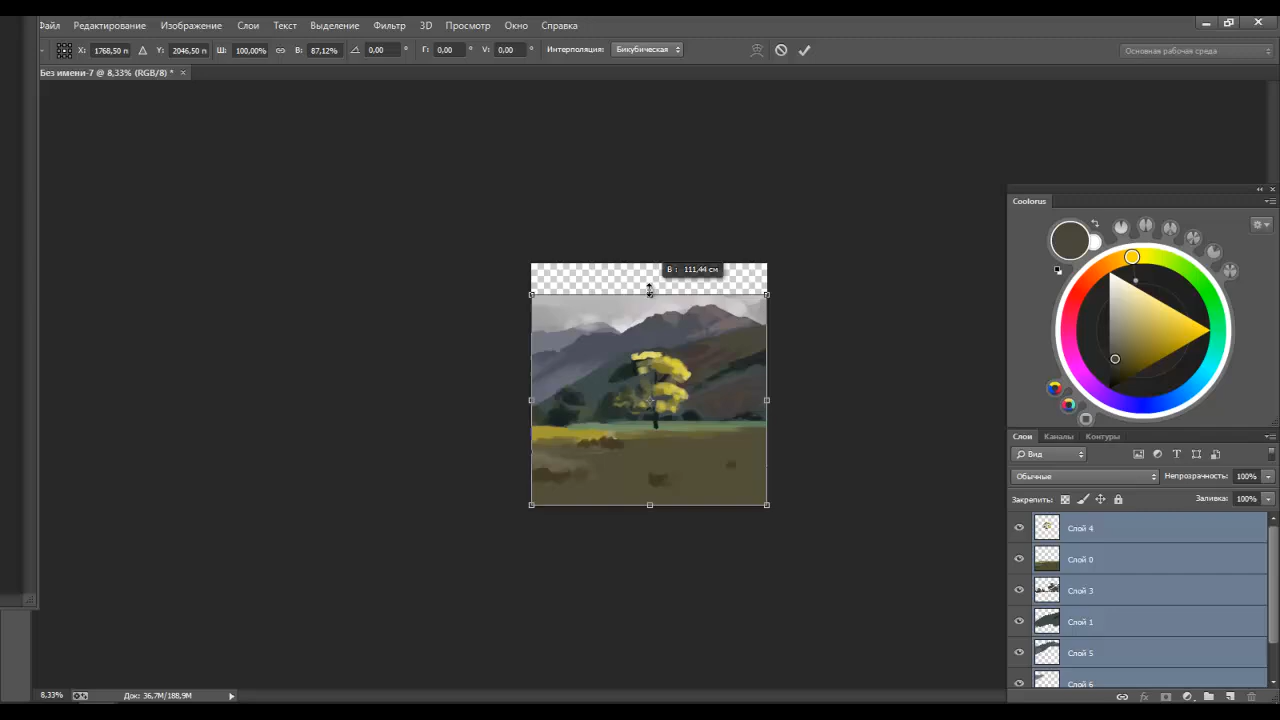 Файл Редактирование Изображение Слои Текст Выделение Фильтр 3D Просмотр Окно Справка
X: 1768,50 п Y: 2046,50 п Ш: 100,00% В: 87,12% 0,00 ° Г: 0,00 ° V: 0,00 ° Интерполяция: Бикубическая Основная рабочая среда
Без имени-7 @ 8,33% (RGB/8) * ×
Coolorus
В : 111,44 см
Слои Каналы Контуры
Вид
Обычные Непрозрачность: 100%
Закрепить: Заливка: 100%
Слой 4
Слой 0
Слой 3
Слой 1
Слой 5
Слой 6
8,33% Док: 36,7M/188,9M